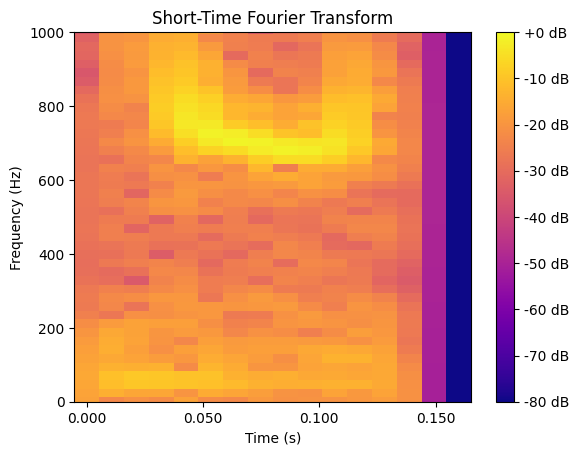 Short-Time Fourier Transform
1000
800
600
400
200
0
Frequency (Hz)
0.000
0.050
0.100
0.150
Time (s)
+0 dB
-10 dB
-20 dB
-30 dB
-40 dB
-50 dB
-60 dB
-70 dB
-80 dB